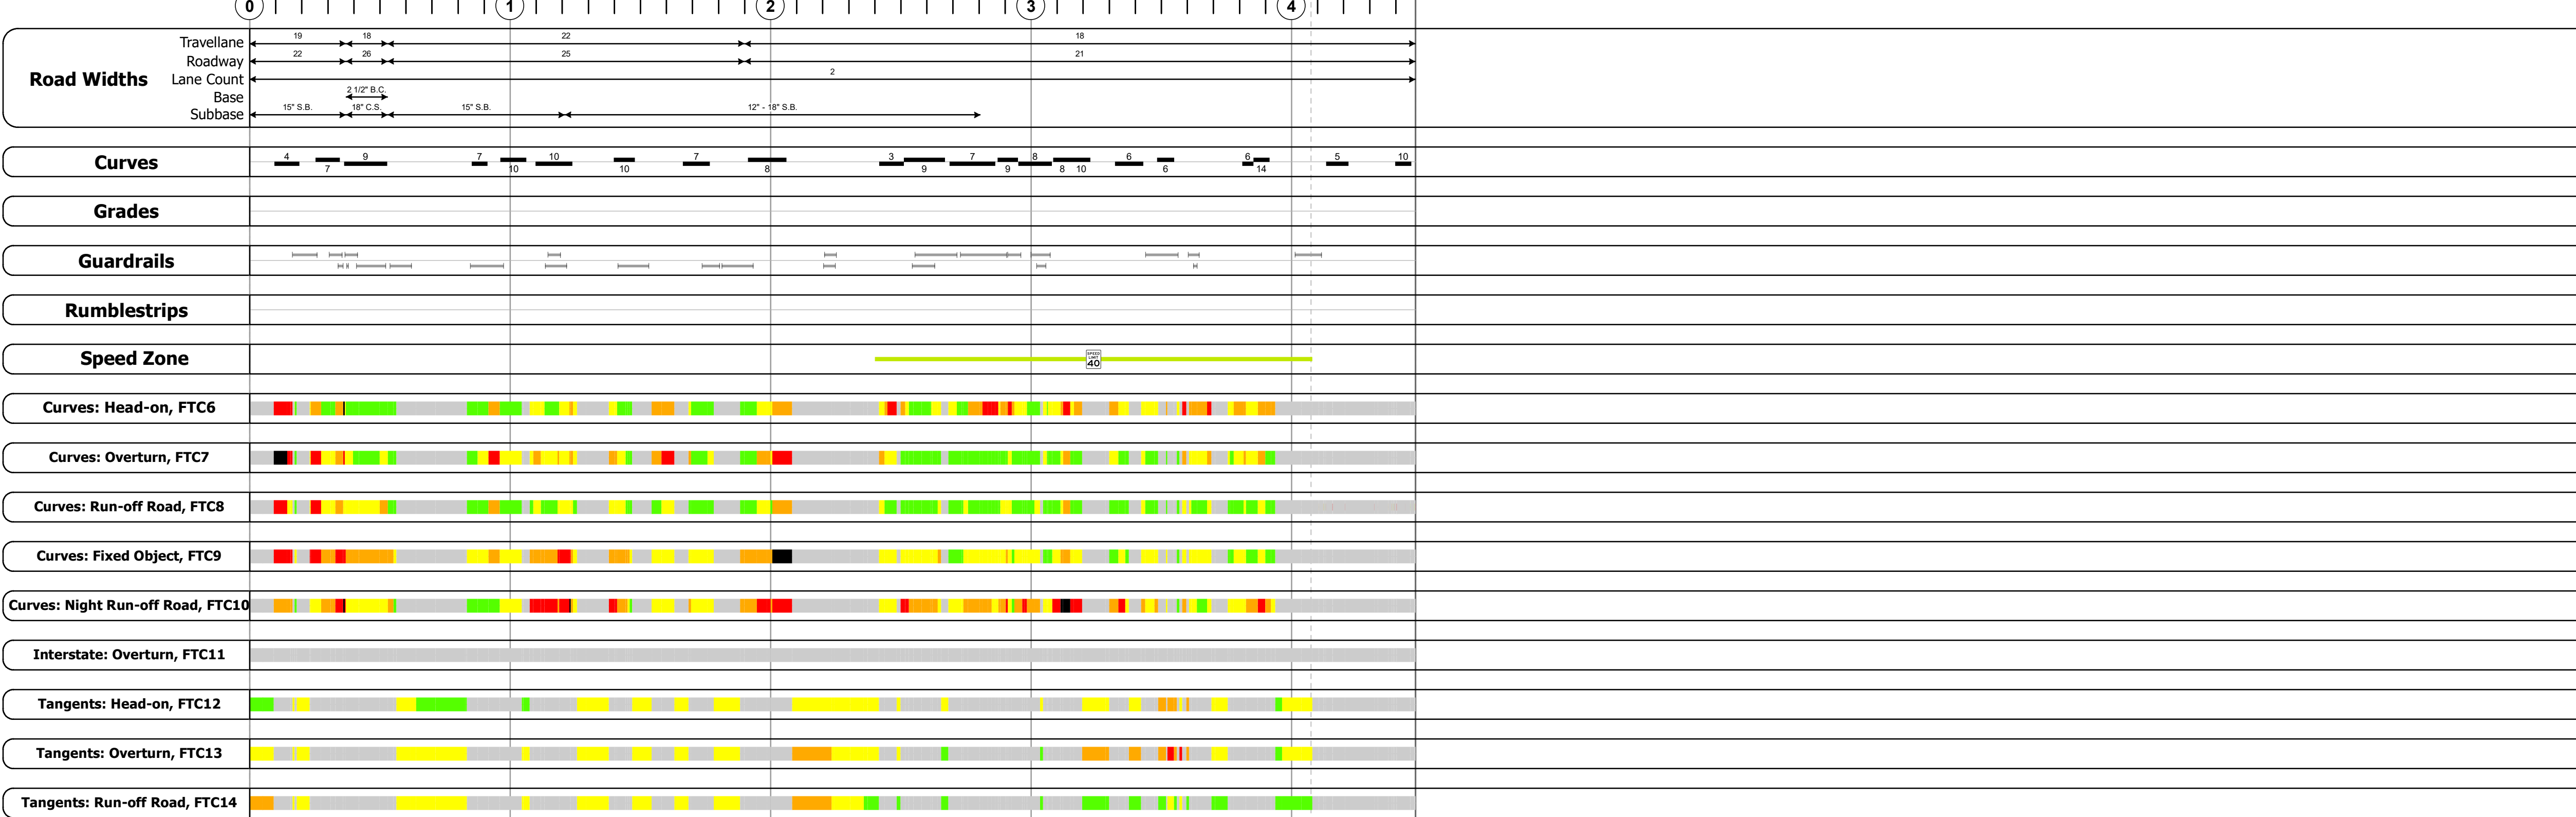 0 1 2 3 4
19 18 22 18
Travellane
22 26 25 21
Roadway
2
Road Widths Lane Count
2 1/2" B.C.
Base
15" S.B. 18" C.S. 15" S.B. 12" - 18" S.B.
Subbase
4 9 7 10 7 3 7 8 6 6 5 10
Curves
7 10 10 8 9 9 8 10 6 14
Grades
Guardrails
Rumblestrips
Speed Zone
SPEED
LIMIT
40
Curves: Head-on, FTC6
Curves: Overturn, FTC7
Curves: Run-off Road, FTC8
Curves: Fixed Object, FTC9
Curves: Night Run-off Road, FTC10
Interstate: Overturn, FTC11
Tangents: Head-on, FTC12
Tangents: Overturn, FTC13
Tangents: Run-off Road, FTC14